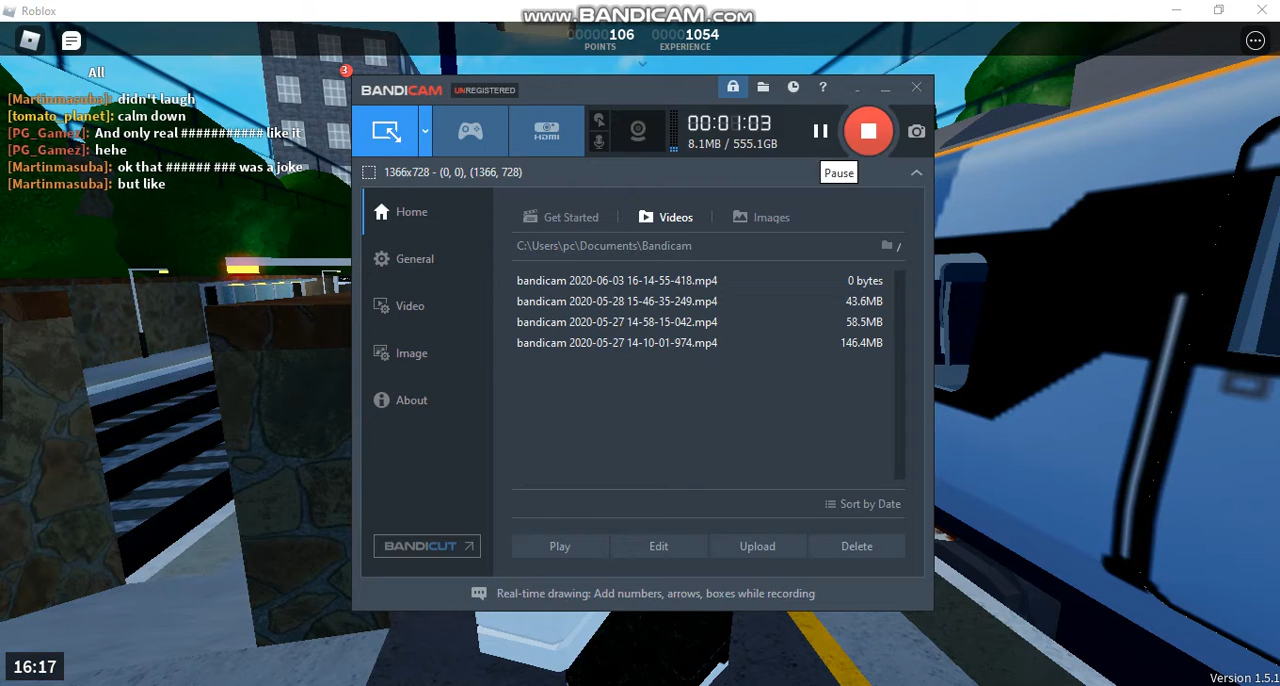 Roblox
www.BANDICAM.com
00000106
POINTS
00001054
EXPERIENCE
All
[Martinmasuba]: didn't laugh
[tomato_planet]: calm down
[PG_Gamez]: And only real ########### like it
[PG_Gamez]: hehe
[Martinmasuba]: ok that ###### ### was a joke
[Martinmasuba]: but like
3
BANDICAM UNREGISTERED
?
HDMI
00:01:03
8.1MB / 555.1GB
1366x728 - (0, 0), (1366, 728)
Pause
Home
General
Video
Image
About
Get Started
Videos
Images
C:\Users\pc\Documents\Bandicam
/
bandicam 2020-06-03 16-14-55-418.mp4 0 bytes
bandicam 2020-05-28 15-46-35-249.mp4 43.6MB
bandicam 2020-05-27 14-58-15-042.mp4 58.5MB
bandicam 2020-05-27 14-10-01-974.mp4 146.4MB
Sort by Date
BANDICUT
Play
Edit
Upload
Delete
Real-time drawing: Add numbers, arrows, boxes while recording
16:17
Version 1.5.1